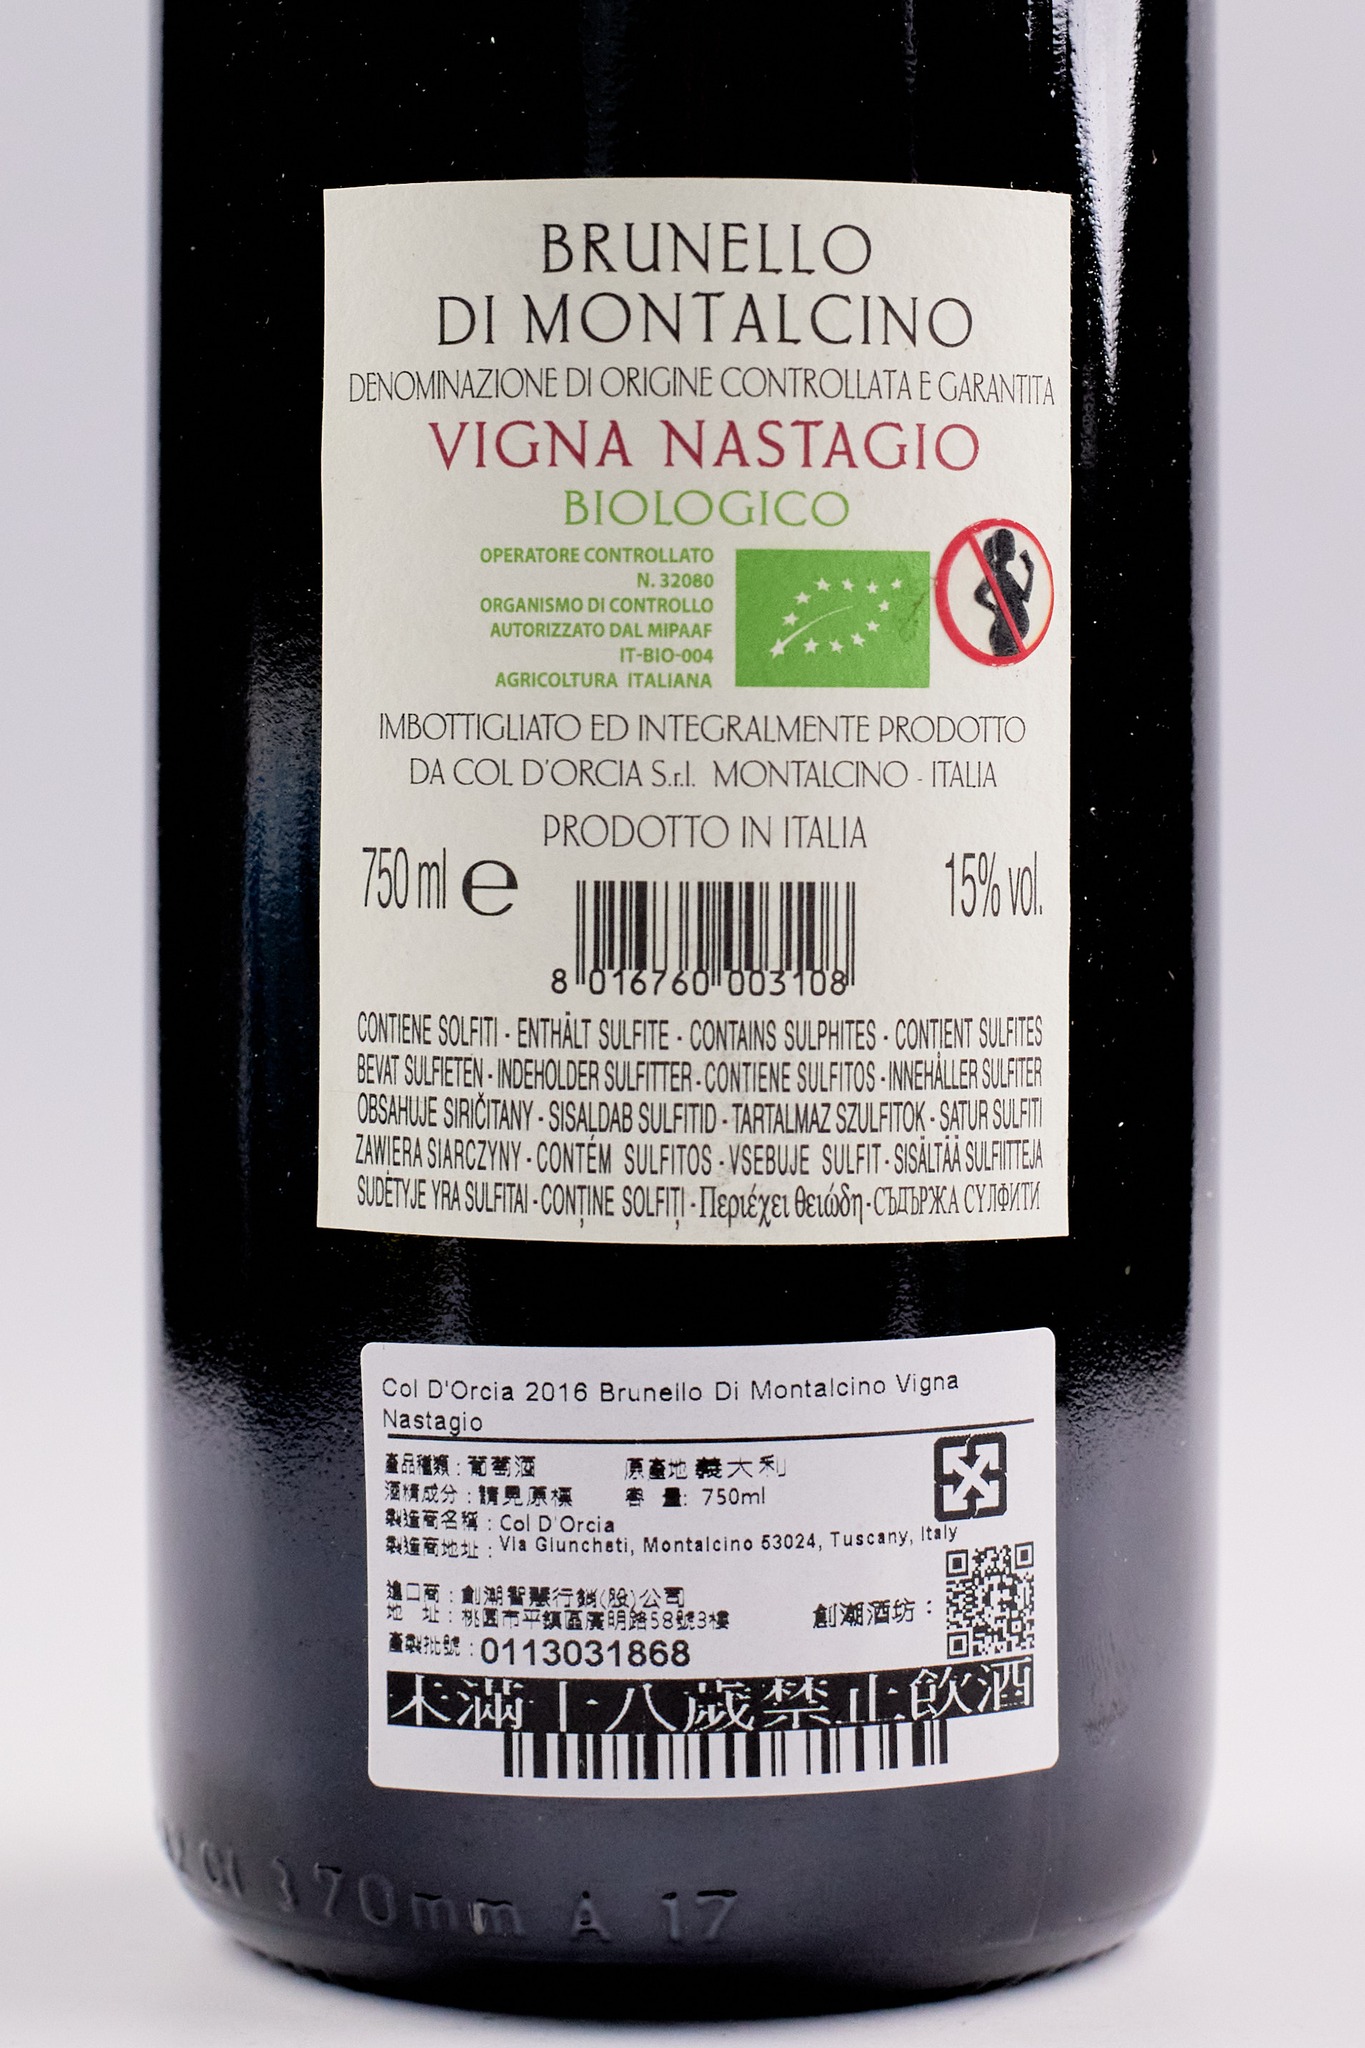 BRUNELLO
DI MONTALCINO
DENOMINAZIONE DI ORIGINE CONTROLLATA E GARANTITA
VIGNA NASTAGIO
BIOLOGICO
OPERATORE CONTROLLATO
N. 32080
ORGANISMO DI CONTROLLO
AUTORIZZATO DAL MIPAAF
IT-BIO-004
AGRICOLTURA ITALIANA
IMBOTTIGLIATO ED INTEGRALMENTE PRODOTTO
DA COL D'ORCIA S.r.l. MONTALCINO - ITALIA
PRODOTTO IN ITALIA
750 ml e 15% vol.
8 016760 003108
CONTIENE SOLFITI - ENTHÄLT SULFITE - CONTAINS SULPHITES - CONTIENT SULFITES
BEVAT SULFIETEN - INDEHOLDER SULFITTER - CONTIENE SULFITOS - INNEHÅLLER SULFITER
OBSAHUJE SIRIČITANY - SISALDAB SULFITID - TARTALMAZ SZULFITOK - SATUR SULFITI
ZAWIERA SIARCZYNY - CONTÉM SULFITOS - VSEBUJE SULFIT - SISÄLTÄÄ SULFIITTEJA
SUDĖTYJE YRA SULFITAI - CONȚINE SOLFIȚI - Περιέχει θειώδη - СЪДЪРЖА СУЛФИТИ
Col D'Orcia 2016 Brunello Di Montalcino Vigna
Nastagio
產品種類：葡萄酒 原產地 義大利
酒精成分：請見原標 容 量：750ml
製造商名稱：Col D'Orcia
製造商地址：Via Giuncheti, Montalcino 53024, Tuscany, Italy
進口商：創潮智慧行銷(股)公司
地 址：桃園市平鎮區廣明路58號3樓 創潮酒坊：
產製批號：0113031868
未滿十八歲禁止飲酒
370mm A 17